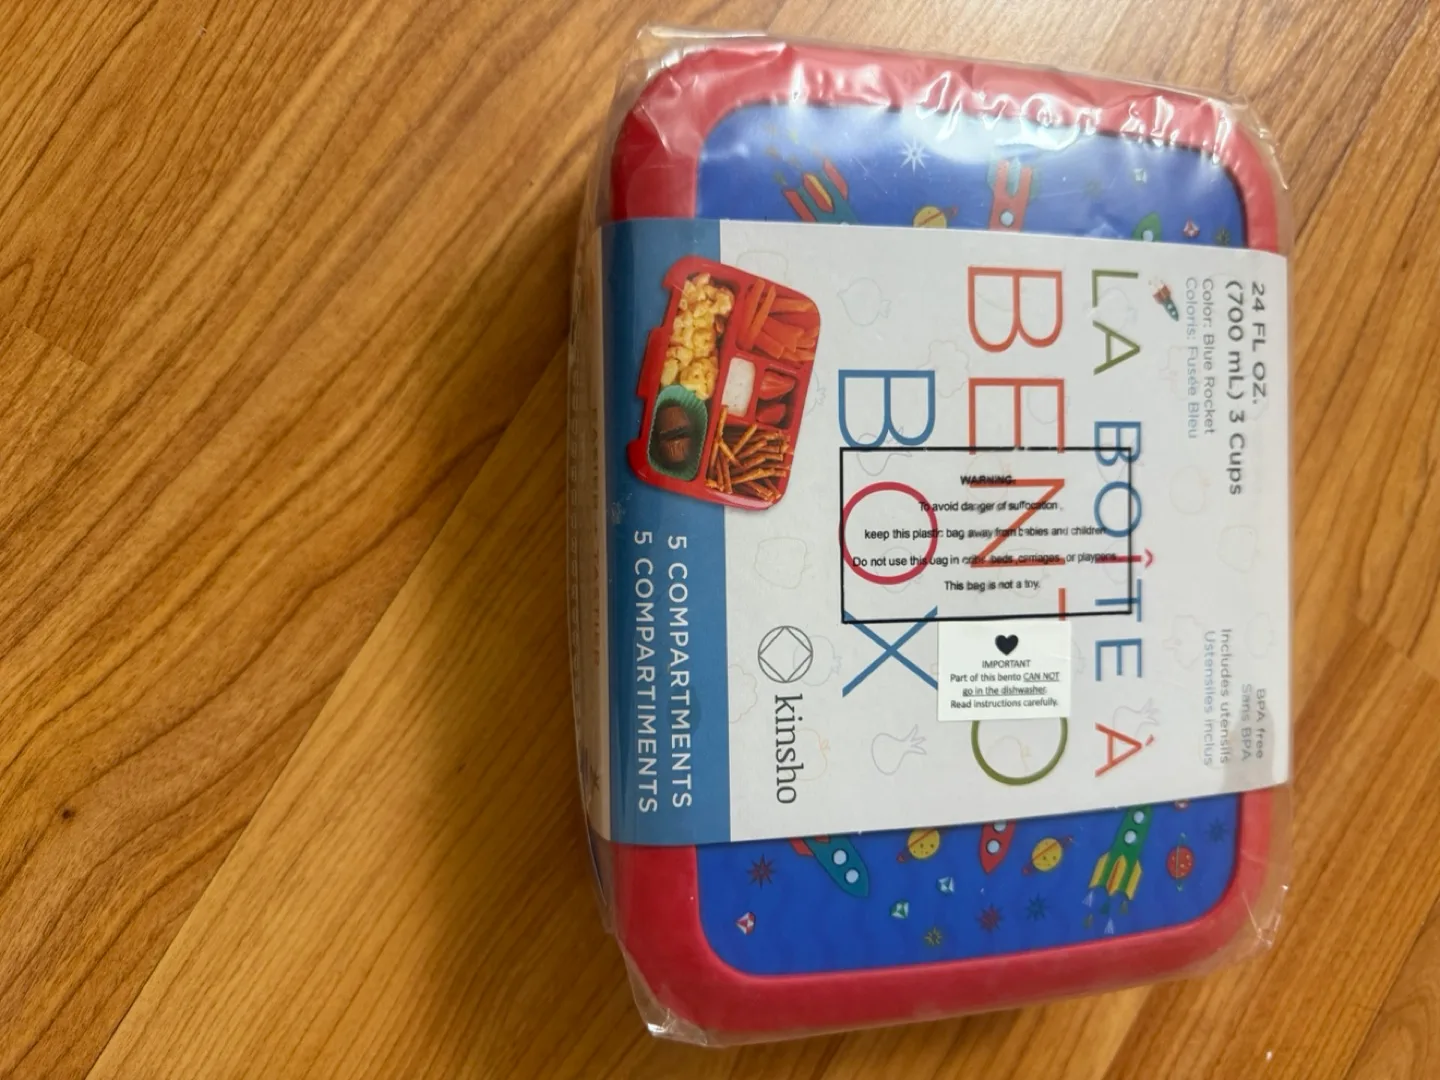 24 FL OZ.
(700 mL) 3 Cups
Color: Blue Rocket
Coloris: Fusée Bleu
BPA free
Sans BPA
Includes utensils
Ustensiles inclus
LA BOÎTE À
BENTO
BOX
kinsho
5 COMPARTMENTS
5 COMPARTIMENTS
WARNING:
To avoid danger of suffocation,
keep this plastic bag away from babies and children
Do not use this bag in cribs, beds, carriages, or playpens.
This bag is not a toy.
IMPORTANT
Part of this bento CAN NOT
go in the dishwasher.
Read instructions carefully.